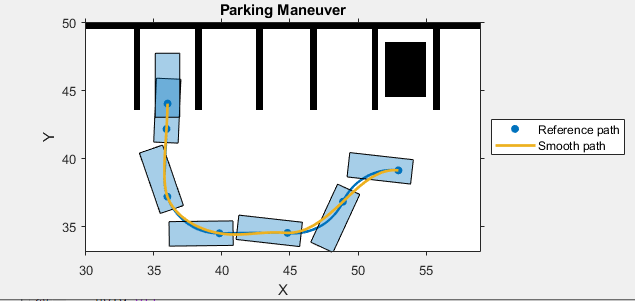 Parking Maneuver
50
45
40
35
30 35 40 45 50 55
X
Y
Reference path
Smooth path